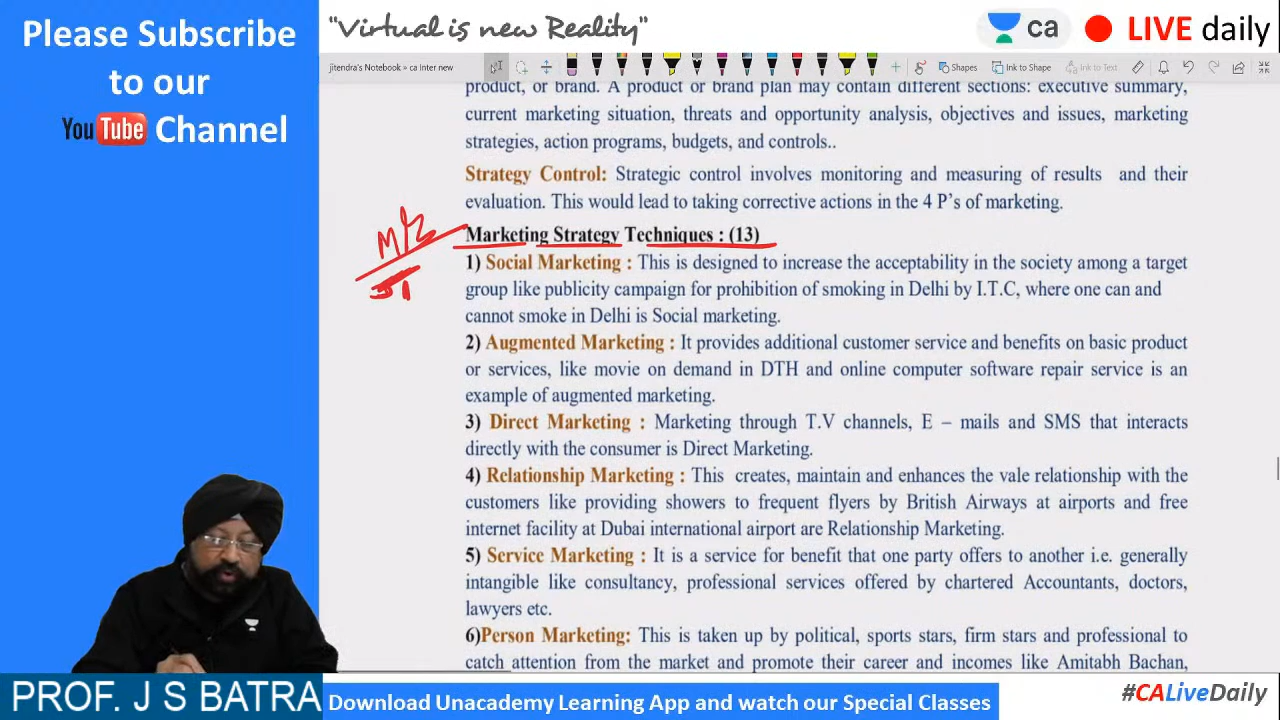 Please Subscribe
to our
YouTube Channel
"Virtual is new Reality"
ca LIVE daily
jitendra's Notebook > ca Inter new
Shapes Ink to Shape Ink to Text
product, or brand. A product or brand plan may contain different sections: executive summary,
current marketing situation, threats and opportunity analysis, objectives and issues, marketing
strategies, action programs, budgets, and controls..
Strategy Control: Strategic control involves monitoring and measuring of results and their
evaluation. This would lead to taking corrective actions in the 4 P's of marketing.
Marketing Strategy Techniques : (13)
1) Social Marketing : This is designed to increase the acceptability in the society among a target
group like publicity campaign for prohibition of smoking in Delhi by I.T.C, where one can and
cannot smoke in Delhi is Social marketing.
2) Augmented Marketing : It provides additional customer service and benefits on basic product
or services, like movie on demand in DTH and online computer software repair service is an
example of augmented marketing.
3) Direct Marketing : Marketing through T.V channels, E – mails and SMS that interacts
directly with the consumer is Direct Marketing.
4) Relationship Marketing : This creates, maintain and enhances the vale relationship with the
customers like providing showers to frequent flyers by British Airways at airports and free
internet facility at Dubai international airport are Relationship Marketing.
5) Service Marketing : It is a service for benefit that one party offers to another i.e. generally
intangible like consultancy, professional services offered by chartered Accountants, doctors,
lawyers etc.
6)Person Marketing: This is taken up by political, sports stars, firm stars and professional to
catch attention from the market and promote their career and incomes like Amitabh Bachan,
PROF. J S BATRA
Download Unacademy Learning App and watch our Special Classes
#CALiveDaily